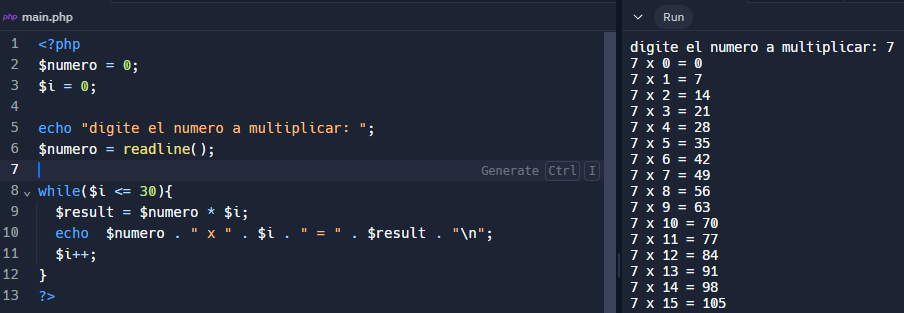 php main.php
1 <?php
2 $numero = 0;
3 $i = 0;
4
5 echo "digite el numero a multiplicar: ";
6 $numero = readline();
7 Generate Ctrl I
8 while($i <= 30){
9 $result = $numero * $i;
10 echo  $numero . " x " . $i . " = " . $result . "\n";
11 $i++;
12 }
13 ?>
Run
digite el numero a multiplicar: 7
7 x 0 = 0
7 x 1 = 7
7 x 2 = 14
7 x 3 = 21
7 x 4 = 28
7 x 5 = 35
7 x 6 = 42
7 x 7 = 49
7 x 8 = 56
7 x 9 = 63
7 x 10 = 70
7 x 11 = 77
7 x 12 = 84
7 x 13 = 91
7 x 14 = 98
7 x 15 = 105